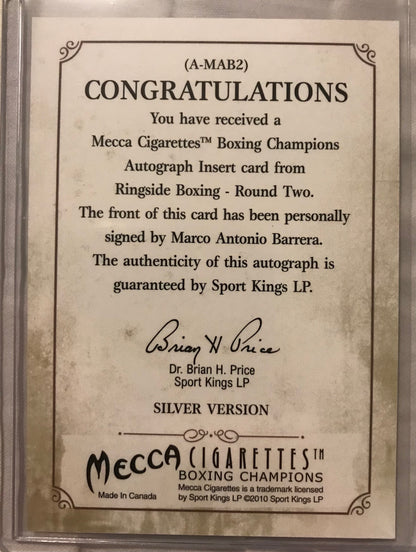 (A-MAB2)
CONGRATULATIONS
You have received a
Mecca Cigarettes™ Boxing Champions
Autograph Insert card from
Ringside Boxing - Round Two.
The front of this card has been personally
signed by Marco Antonio Barrera.
The authenticity of this autograph is
guaranteed by Sport Kings LP.
Brian H Price
Dr. Brian H. Price
Sport Kings LP
SILVER VERSION
MECCA CIGARETTES™
BOXING CHAMPIONS
Made In Canada
Mecca Cigarettes is a trademark licensed
by Sport Kings LP ©2010 Sport Kings LP